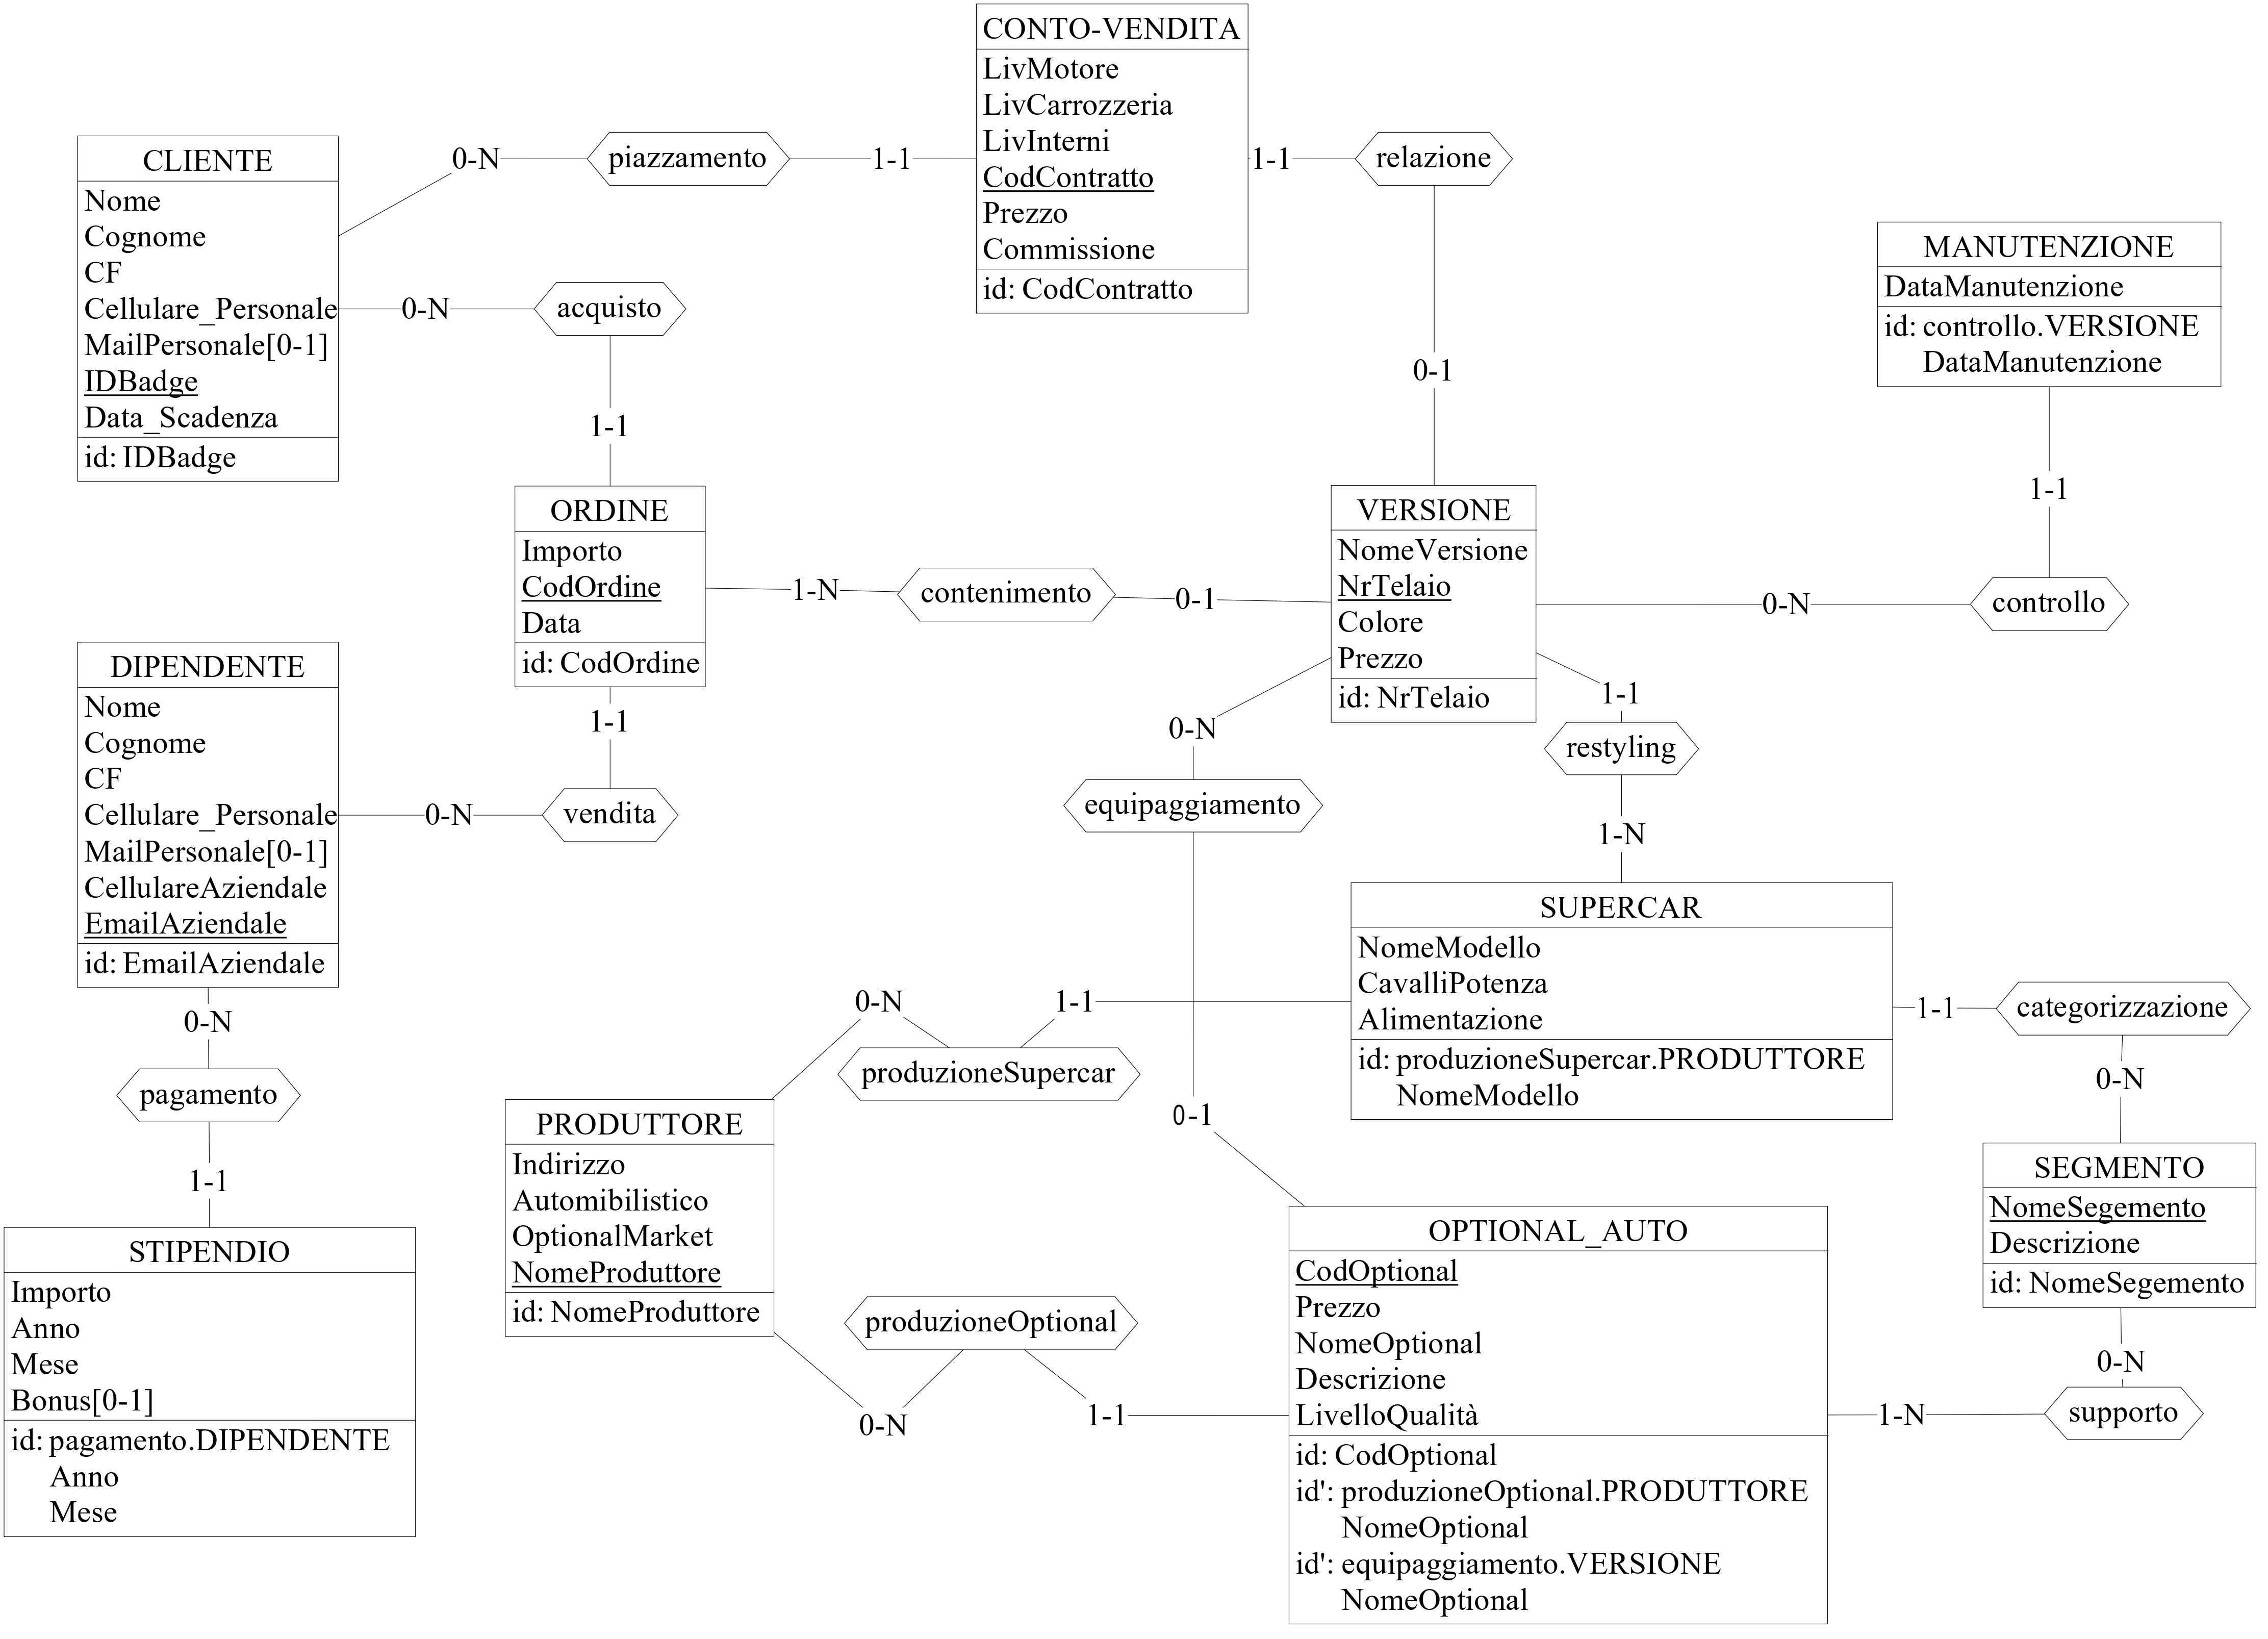 CONTO-VENDITA
LivMotore
LivCarrozzeria
LivInterni
CodContratto
Prezzo
Commissione
id: CodContratto
CLIENTE
Nome
Cognome
CF
Cellulare_Personale
MailPersonale[0-1]
IDBadge
Data_Scadenza
id: IDBadge
0-N
piazzamento
1-1
1-1
relazione
0-1
0-N
acquisto
1-1
MANUTENZIONE
DataManutenzione
id: controllo.VERSIONE
DataManutenzione
1-1
controllo
0-N
ORDINE
Importo
CodOrdine
Data
id: CodOrdine
1-N
contenimento
0-1
VERSIONE
NomeVersione
NrTelaio
Colore
Prezzo
id: NrTelaio
DIPENDENTE
Nome
Cognome
CF
Cellulare_Personale
MailPersonale[0-1]
CellulareAziendale
EmailAziendale
id: EmailAziendale
1-1
vendita
0-N
0-N
equipaggiamento
0-1
1-1
restyling
1-N
SUPERCAR
NomeModello
CavalliPotenza
Alimentazione
id: produzioneSupercar.PRODUTTORE
NomeModello
0-N
pagamento
1-1
0-N
produzioneSupercar
1-1
1-1
categorizzazione
0-N
PRODUTTORE
Indirizzo
Automibilistico
OptionalMarket
NomeProduttore
id: NomeProduttore
SEGMENTO
NomeSegemento
Descrizione
id: NomeSegemento
STIPENDIO
Importo
Anno
Mese
Bonus[0-1]
id: pagamento.DIPENDENTE
Anno
Mese
produzioneOptional
0-N
1-1
OPTIONAL_AUTO
CodOptional
Prezzo
NomeOptional
Descrizione
LivelloQualità
id: CodOptional
id': produzioneOptional.PRODUTTORE
NomeOptional
id': equipaggiamento.VERSIONE
NomeOptional
0-N
1-N
supporto